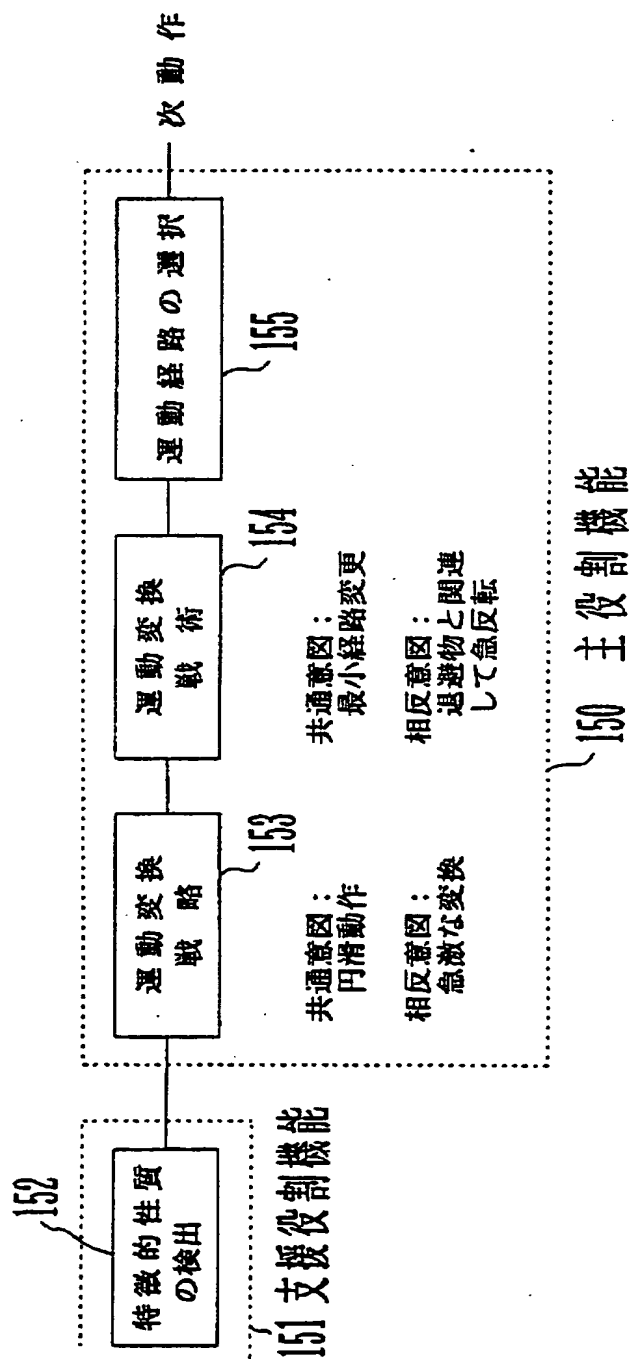 152
特徴的性質
の検出
151 支援役割機能
運動変換
戦略
153
共通意図：
円滑動作
相反意図：
急激な変換
運動変換
戦術
154
共通意図：
最小経路変更
相反意図：
退避物と関連
して急反転
運動経路の選択
155
次動作
150 主役割機能